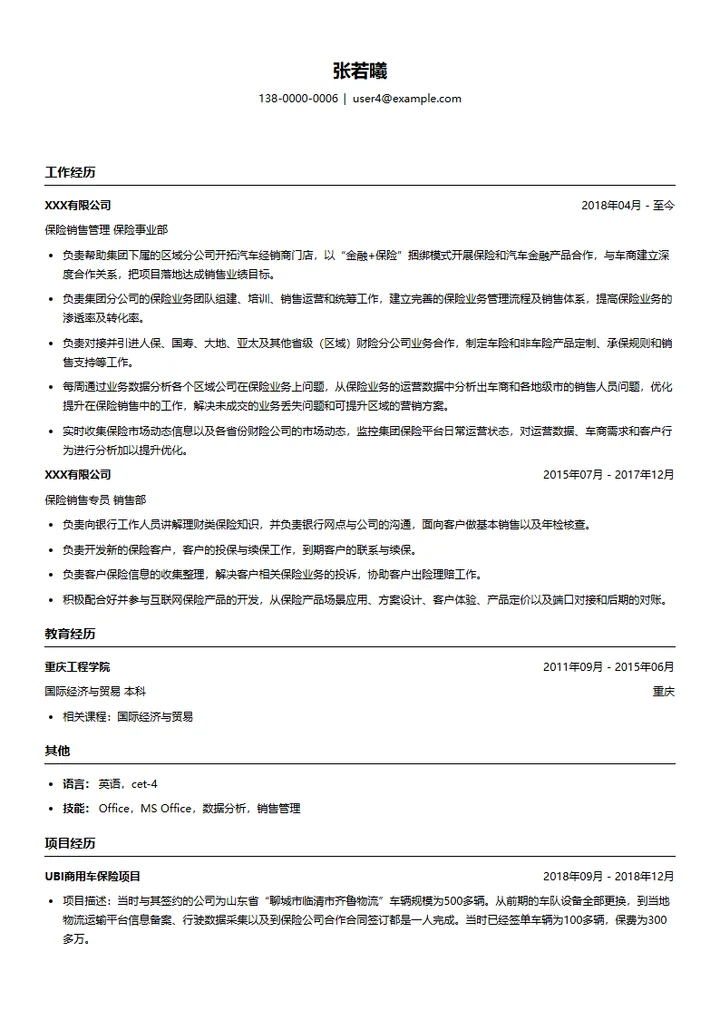 张若曦
138-0000-0006 | user4@example.com
工作经历
XXX有限公司 2018年04月 - 至今
保险销售管理 保险事业部
• 负责帮助集团下属的区域分公司开拓汽车经销商门店，以“金融+保险”捆绑模式开展保险和汽车金融产品合作，与车商建立深
度合作关系，把项目落地达成销售业绩目标。
• 负责集团分公司的保险业务团队组建、培训、销售运营和统筹工作，建立完善的保险业务管理流程及销售体系，提高保险业务的
渗透率及转化率。
• 负责对接并引进人保、国寿、大地、亚太及其他省级（区域）财险分公司业务合作，制定车险和非车险产品定制、承保规则和销
售支持等工作。
• 每周通过业务数据分析各个区域公司在保险业务上问题，从保险业务的运营数据中分析出车商和各地级市的销售人员问题，优化
提升在保险销售中的工作，解决未成交的业务丢失问题和可提升区域的营销方案。
• 实时收集保险市场动态信息以及各省份财险公司的市场动态，监控集团保险平台日常运营状态，对运营数据、车商需求和客户行
为进行分析加以提升优化。
XXX有限公司 2015年07月 - 2017年12月
保险销售专员 销售部
• 负责向银行工作人员讲解理财类保险知识，并负责银行网点与公司的沟通，面向客户做基本销售以及年检核查。
• 负责开发新的保险客户，客户的投保与续保工作，到期客户的联系与续保。
• 负责客户保险信息的收集整理，解决客户相关保险业务的投诉，协助客户出险理赔工作。
• 积极配合好并参与互联网保险产品的开发，从保险产品场景应用、方案设计、客户体验、产品定价以及端口对接和后期的对账。
教育经历
重庆工程学院 2011年09月 - 2015年06月
国际经济与贸易 本科 重庆
• 相关课程：国际经济与贸易
其他
• 语言： 英语，cet-4
• 技能： Office，MS Office，数据分析，销售管理
项目经历
UBI商用车保险项目 2018年09月 - 2018年12月
• 项目描述：当时与其签约的公司为山东省“聊城市临清市齐鲁物流”车辆规模为500多辆。从前期的车队设备全部更换，到当地
物流运输平台信息备案、行驶数据采集以及到保险公司合作合同签订都是一人完成。当时已经签单车辆为100多辆，保费为300
多万。